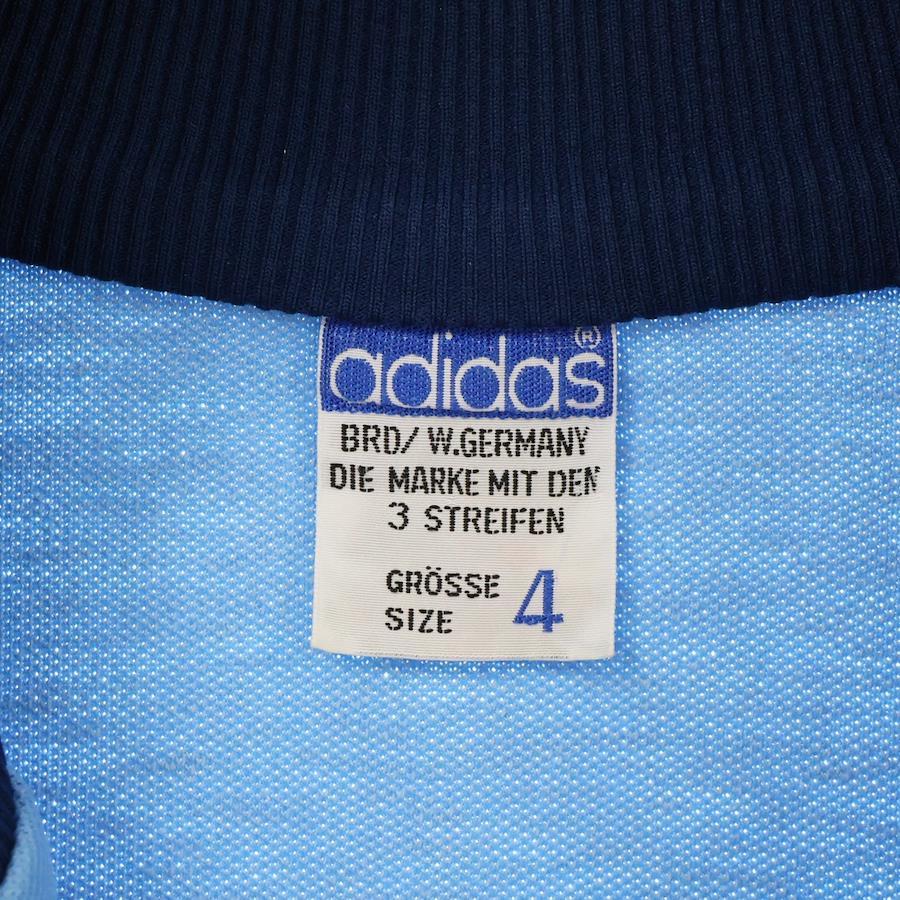 adidas®
BRD/ W.GERMANY
DIE MARKE MIT DEN
3 STREIFEN
GRÖSSE 4
SIZE